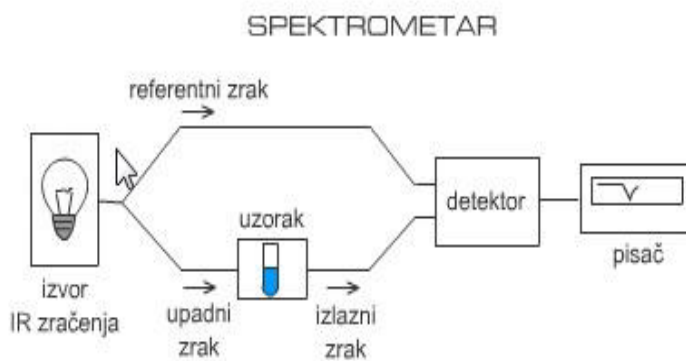 SPEKTROMETAR
referentni zrak
uzorak
detektor
pisač
izvor
IR zračenja
upadni
zrak
izlazni
zrak